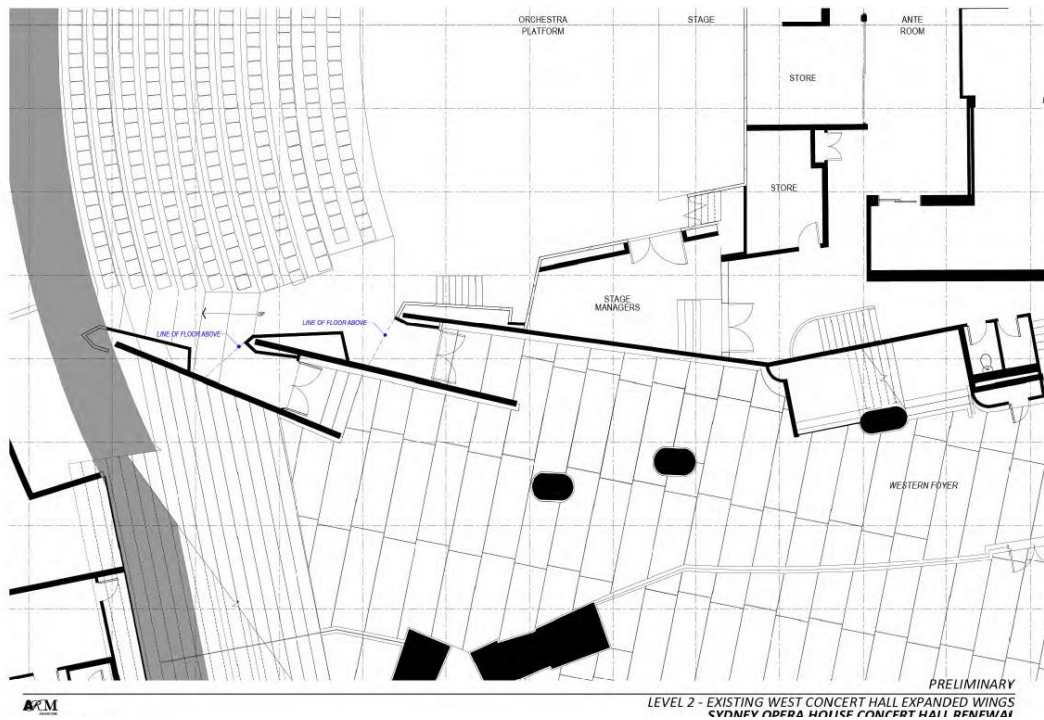 ORCHESTRA
PLATFORM
STAGE
ANTE
ROOM
STORE
STORE
STAGE
MANAGERS
LINE OF FLOOR ABOVE
LINE OF FLOOR ABOVE
WESTERN FOYER
PRELIMINARY
LEVEL 2 - EXISTING WEST CONCERT HALL EXPANDED WINGS
SYDNEY OPERA HOUSE CONCERT HALL RENEWAL
ARM